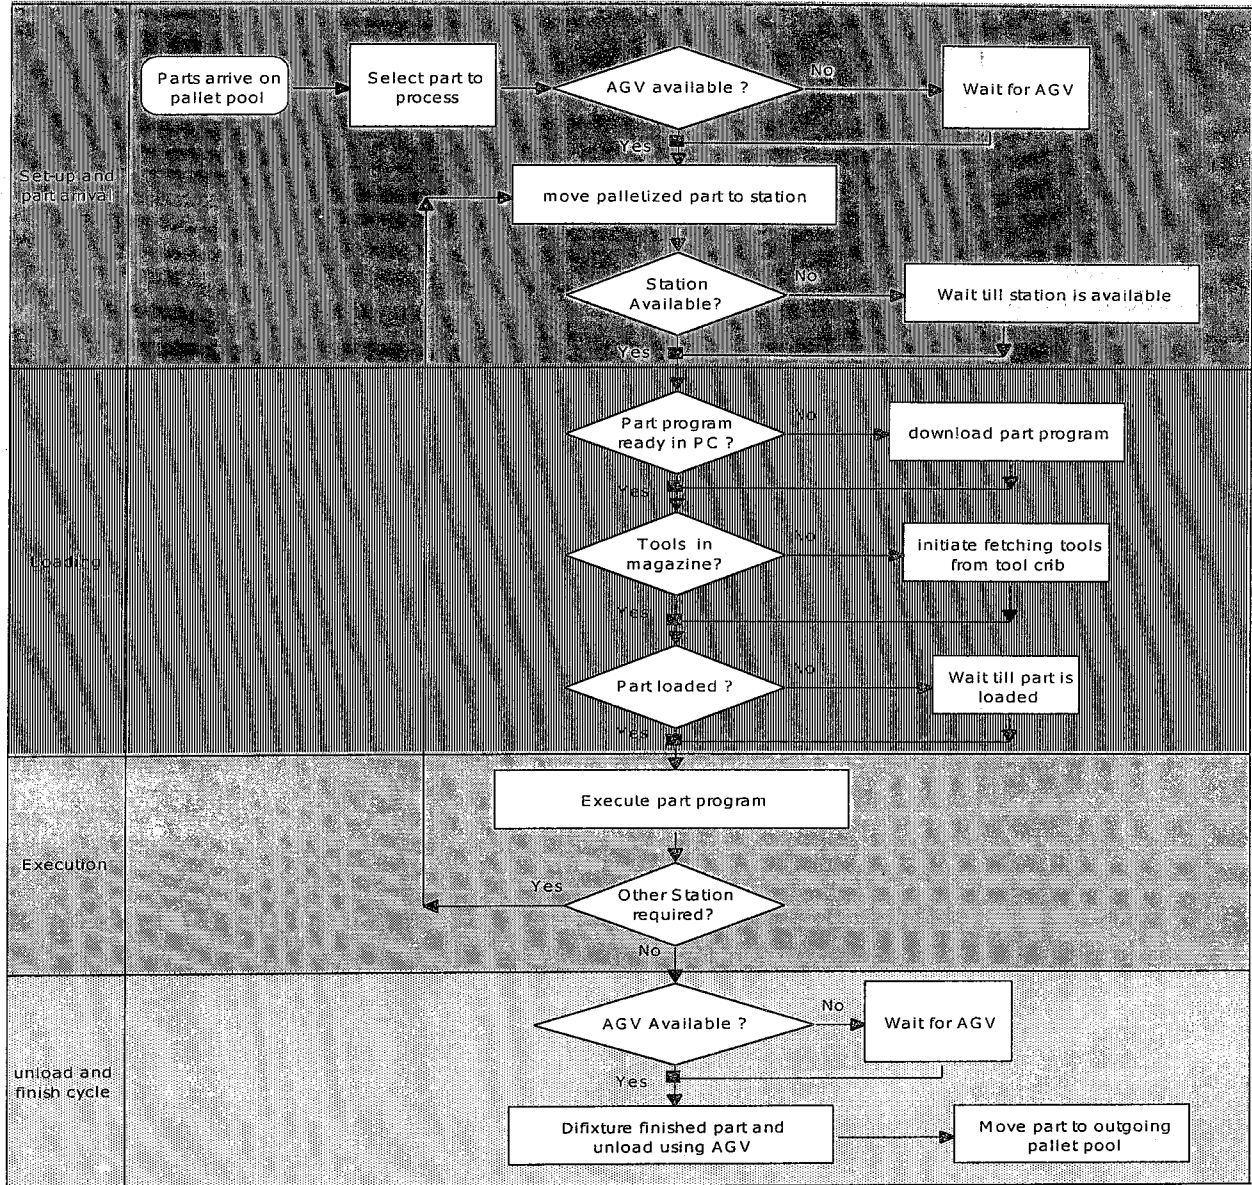 Parts arrive on
pallet pool
Select part to
process
AGV available ?
No
Wait for AGV
Yes
Set-up and
part arrival
move palletized part to station
Station
Available?
No
Wait till station is available
Yes
Part program
ready in PC ?
No
download part program
Yes
Loading
Tools in
magazine?
No
initiate fetching tools
from tool crib
Yes
Part loaded ?
No
Wait till part is
loaded
Yes
Execute part program
Execution
Other Station
required?
Yes
No
AGV Available ?
No
Wait for AGV
Yes
unload and
finish cycle
Difixture finished part and
unload using AGV
Move part to outgoing
pallet pool